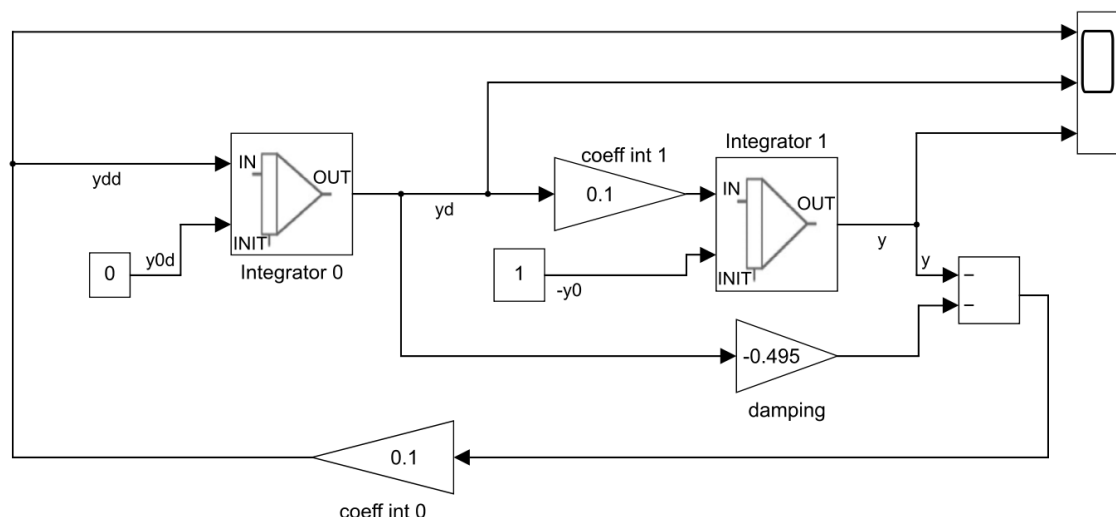 ydd
IN
OUT
INIT
Integrator 0
0
y0d
yd
coeff int 1
0.1
Integrator 1
IN
OUT
INIT
1
-y0
y
y
−
−
-0.495
damping
0.1
coeff int 0